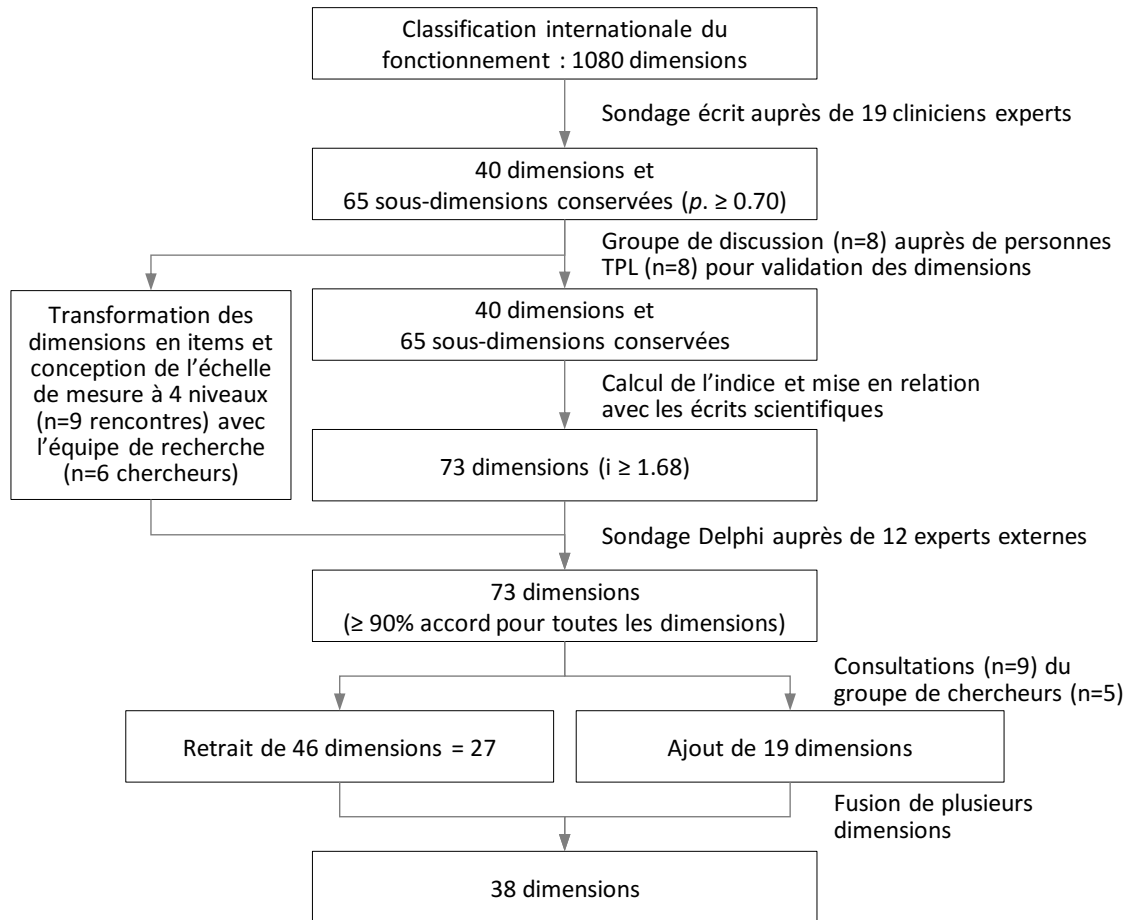 Classification internationale du
fonctionnement : 1080 dimensions
Sondage écrit auprès de 19 cliniciens experts
40 dimensions et
65 sous-dimensions conservées (p. ≥ 0.70)
Groupe de discussion (n=8) auprès de personnes
TPL (n=8) pour validation des dimensions
Transformation des
dimensions en items et
conception de l’échelle
de mesure à 4 niveaux
(n=9 rencontres) avec
l’équipe de recherche
(n=6 chercheurs)
40 dimensions et
65 sous-dimensions conservées
Calcul de l’indice et mise en relation
avec les écrits scientifiques
73 dimensions (i ≥ 1.68)
Sondage Delphi auprès de 12 experts externes
73 dimensions
(≥ 90% accord pour toutes les dimensions)
Consultations (n=9) du
groupe de chercheurs (n=5)
Retrait de 46 dimensions = 27
Ajout de 19 dimensions
Fusion de plusieurs
dimensions
38 dimensions